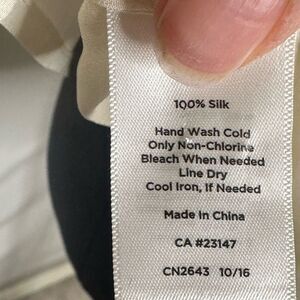 100% Silk
Hand Wash Cold
Only Non-Chlorine
Bleach When Needed
Line Dry
Cool Iron, If Needed
Made in China
CA #23147
CN2643 10/16